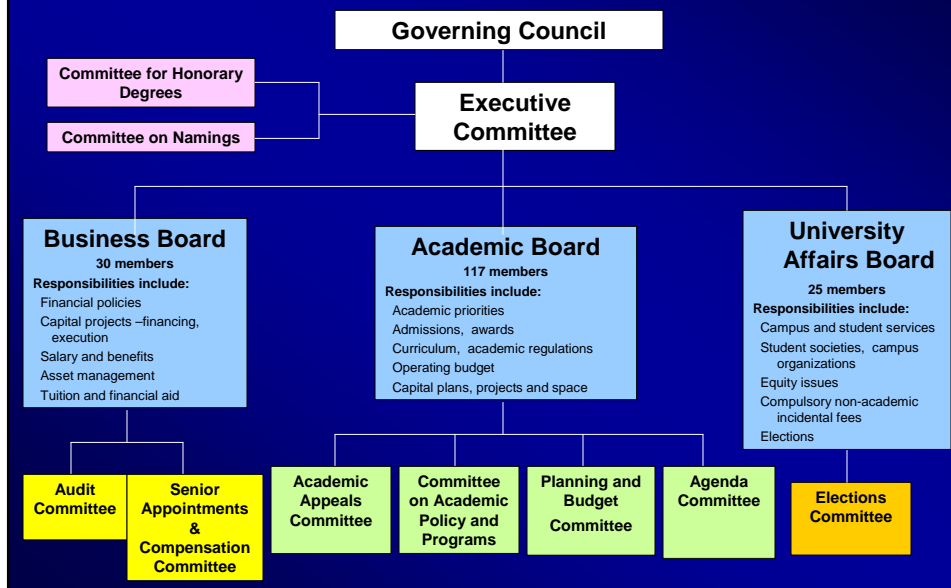 Governing Council
Committee for Honorary
Degrees
Executive
Committee
Committee on Namings
Business Board
30 members
Responsibilities include:
Financial policies
Capital projects –financing,
execution
Salary and benefits
Asset management
Tuition and financial aid
Academic Board
117 members
Responsibilities include:
Academic priorities
Admissions, awards
Curriculum, academic regulations
Operating budget
Capital plans, projects and space
University
Affairs Board
25 members
Responsibilities include:
Campus and student services
Student societies, campus
organizations
Equity issues
Compulsory non-academic
incidental fees
Elections
Audit
Committee
Senior
Appointments
&
Compensation
Committee
Academic
Appeals
Committee
Committee
on Academic
Policy and
Programs
Planning and
Budget
Committee
Agenda
Committee
Elections
Committee